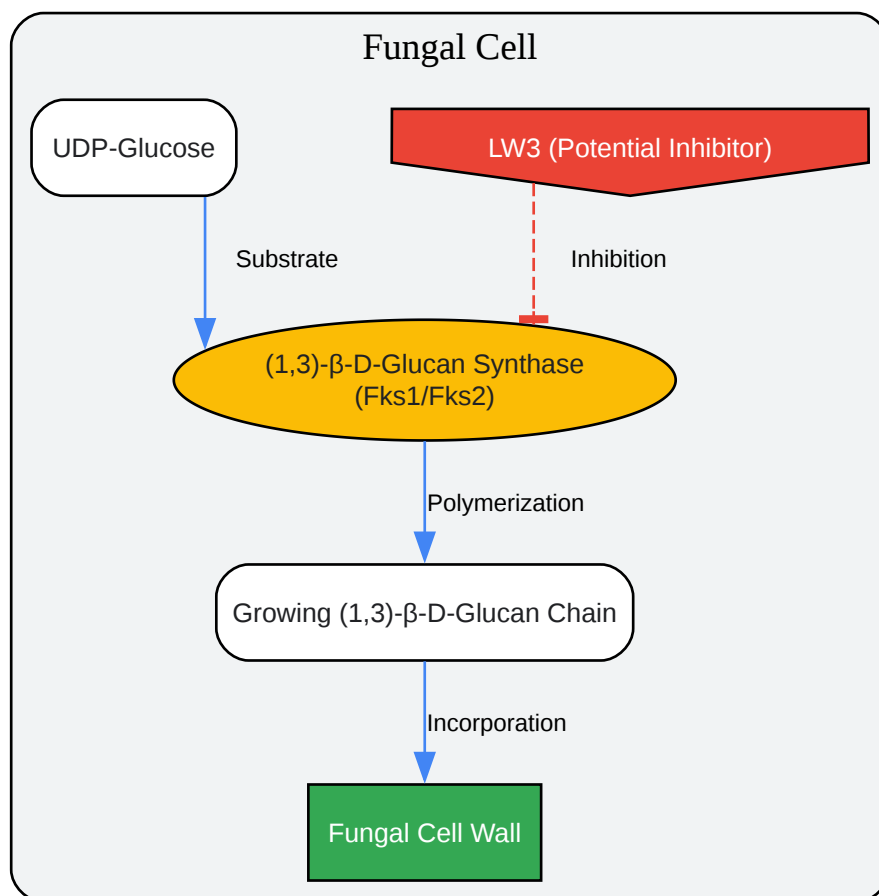 Fungal Cell
UDP-Glucose
LW3 (Potential Inhibitor)
Substrate
Inhibition
(1,3)-β-D-Glucan Synthase
(Fks1/Fks2)
Polymerization
Growing (1,3)-β-D-Glucan Chain
Incorporation
Fungal Cell Wall